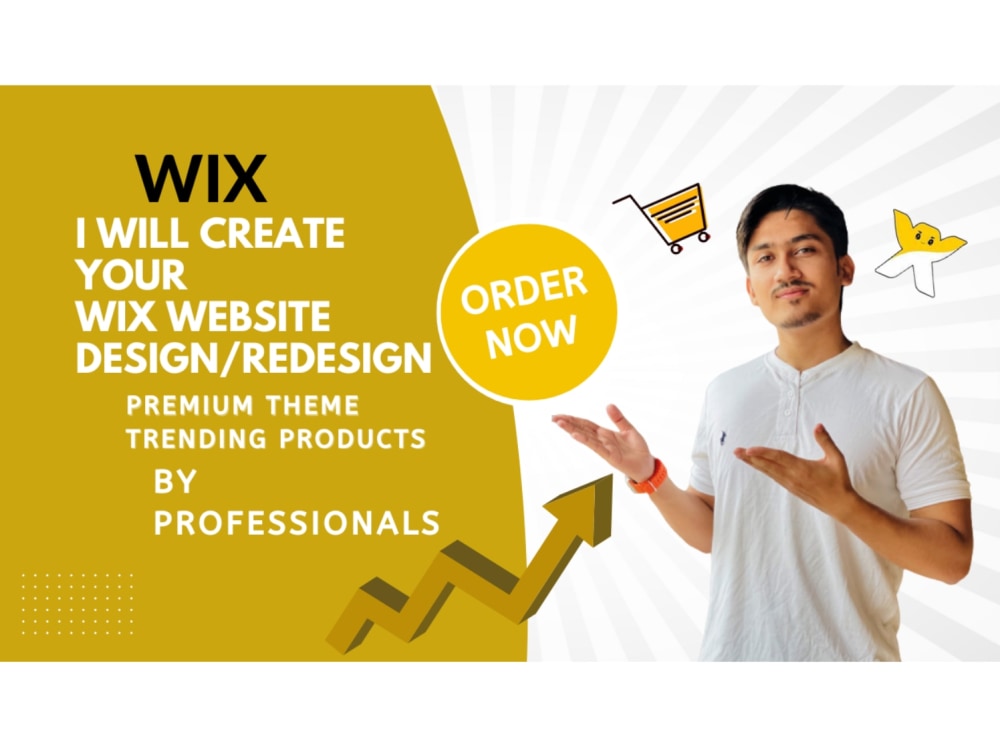 WIX
I WILL CREATE
YOUR
WIX WEBSITE
DESIGN/REDESIGN
PREMIUM THEME
TRENDING PRODUCTS
BY
PROFESSIONALS
ORDER
NOW